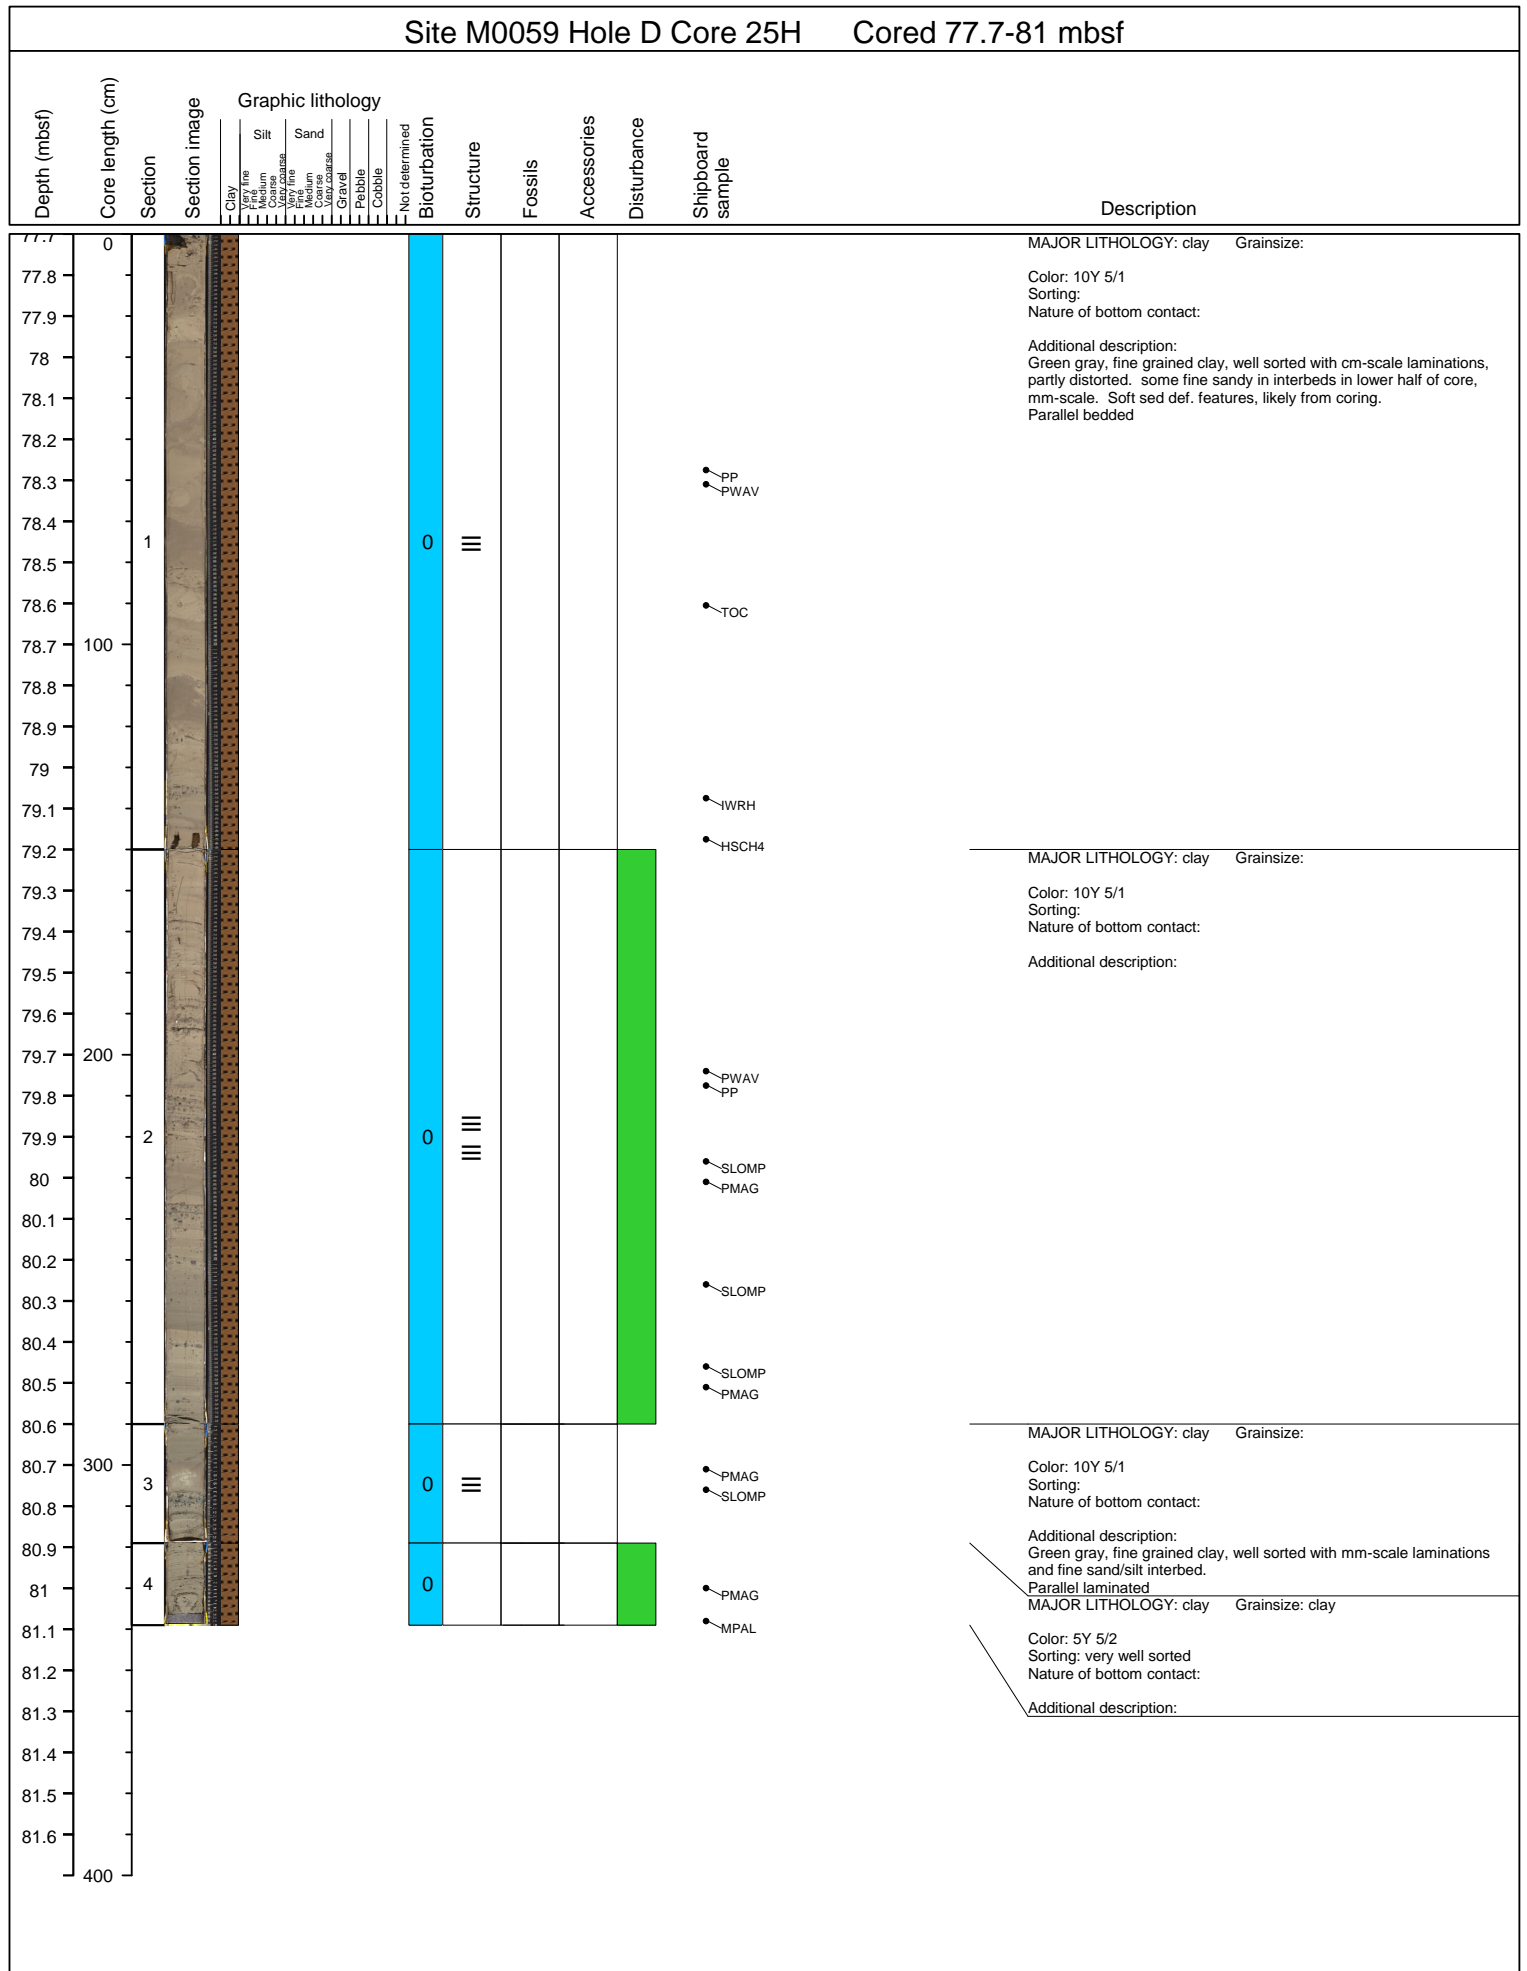 Site M0059 Hole D Core 25H Cored 77.7-81 mbsf
Depth (mbsf)
Core length (cm)
Section
Section image
Graphic lithology
Clay
Silt
Very fine
Fine
Medium
Coarse
Very coarse
Sand
Very fine
Fine
Medium
Coarse
Very coarse
Gravel
Pebble
Cobble
Not determined
Bioturbation
Structure
Fossils
Accessories
Disturbance
Shipboard
sample
Description
77.7
77.8
77.9
78
78.1
78.2
78.3
78.4
78.5
78.6
78.7
78.8
78.9
79
79.1
79.2
79.3
79.4
79.5
79.6
79.7
79.8
79.9
80
80.1
80.2
80.3
80.4
80.5
80.6
80.7
80.8
80.9
81
81.1
81.2
81.3
81.4
81.5
81.6
0
100
200
300
400
1
2
3
4
0
0
0
0
PP
PWAV
TOC
IWRH
HSCH4
PWAV
PP
SLOMP
PMAG
SLOMP
SLOMP
PMAG
PMAG
SLOMP
PMAG
MPAL
MAJOR LITHOLOGY: clay Grainsize:
Color: 10Y 5/1
Sorting:
Nature of bottom contact:
Additional description:
Green gray, fine grained clay, well sorted with cm-scale laminations,
partly distorted. some fine sandy in interbeds in lower half of core,
mm-scale. Soft sed def. features, likely from coring.
Parallel bedded
MAJOR LITHOLOGY: clay Grainsize:
Color: 10Y 5/1
Sorting:
Nature of bottom contact:
Additional description:
MAJOR LITHOLOGY: clay Grainsize:
Color: 10Y 5/1
Sorting:
Nature of bottom contact:
Additional description:
Green gray, fine grained clay, well sorted with mm-scale laminations
and fine sand/silt interbed.
Parallel laminated
MAJOR LITHOLOGY: clay Grainsize: clay
Color: 5Y 5/2
Sorting: very well sorted
Nature of bottom contact:
Additional description: